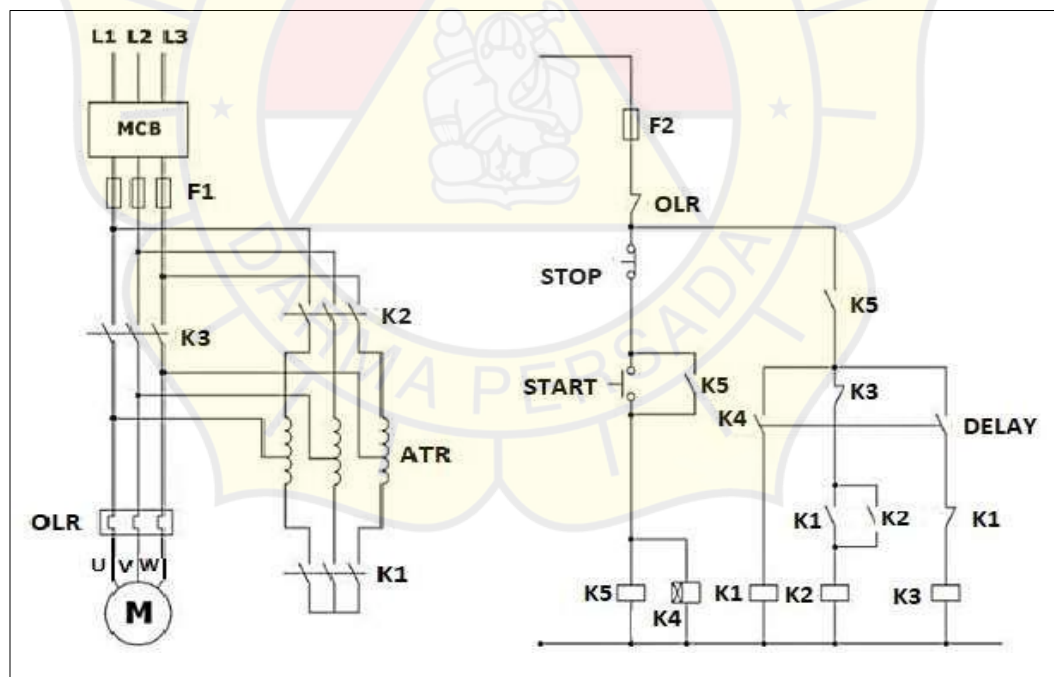 L1 L2 L3
MCB
F1
K3
K2
ATR
OLR
U V W
K1
M
F2
OLR
STOP
K5
START
K5
K3
K4
DELAY
K1
K2
K1
K5
K4
K1
K2
K3
DARMA PERSADA